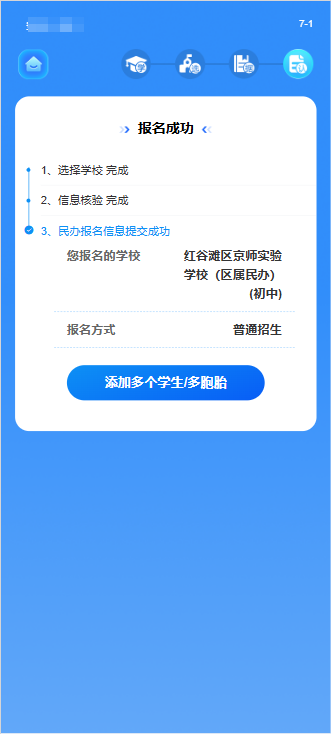 7-1
报名成功
1、选择学校 完成
2、信息核验 完成
3、民办报名信息提交成功
您报名的学校 红谷滩区京师实验
学校（区属民办）
(初中)
报名方式 普通招生
添加多个学生/多胞胎